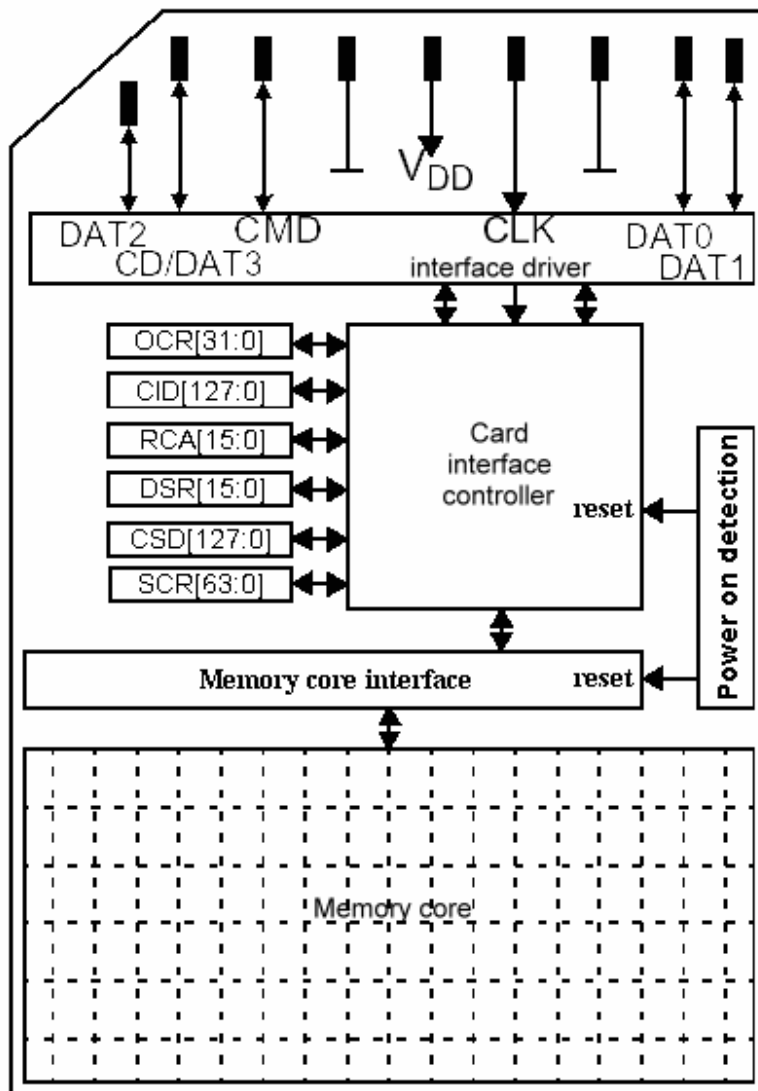 V_DD
DAT2 CMD CLK DAT0
CD/DAT3 interface driver DAT1
OCR[31:0]
CID[127:0]
RCA[15:0]
DSR[15:0]
CSD[127:0]
SCR[63:0]
Card
interface
controller
reset
Power on detection
Memory core interface reset
Memory core